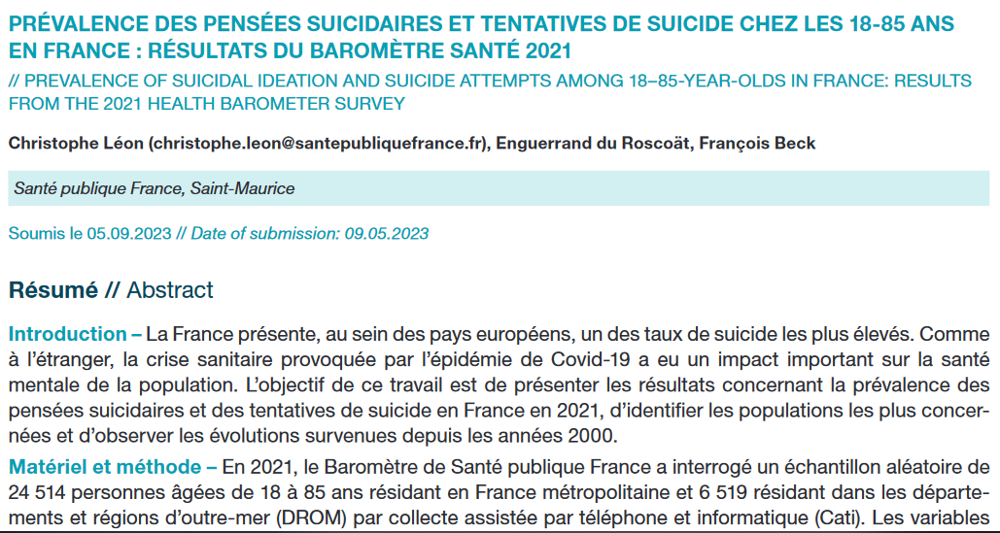 PRÉVALENCE DES PENSÉES SUICIDAIRES ET TENTATIVES DE SUICIDE CHEZ LES 18-85 ANS
EN FRANCE : RÉSULTATS DU BAROMÈTRE SANTÉ 2021
// PREVALENCE OF SUICIDAL IDEATION AND SUICIDE ATTEMPTS AMONG 18–85-YEAR-OLDS IN FRANCE: RESULTS
FROM THE 2021 HEALTH BAROMETER SURVEY
Christophe Léon (christophe.leon@santepubliquefrance.fr), Enguerrand du Roscoät, François Beck
Santé publique France, Saint-Maurice
Soumis le 05.09.2023 // Date of submission: 09.05.2023
Résumé // Abstract
Introduction – La France présente, au sein des pays européens, un des taux de suicide les plus élevés. Comme
à l’étranger, la crise sanitaire provoquée par l’épidémie de Covid-19 a eu un impact important sur la santé
mentale de la population. L’objectif de ce travail est de présenter les résultats concernant la prévalence des
pensées suicidaires et des tentatives de suicide en France en 2021, d’identifier les populations les plus concer-
nées et d’observer les évolutions survenues depuis les années 2000.
Matériel et méthode – En 2021, le Baromètre de Santé publique France a interrogé un échantillon aléatoire de
24 514 personnes âgées de 18 à 85 ans résidant en France métropolitaine et 6 519 résidant dans les départe-
ments et régions d’outre-mer (DROM) par collecte assistée par téléphone et informatique (Cati). Les variables